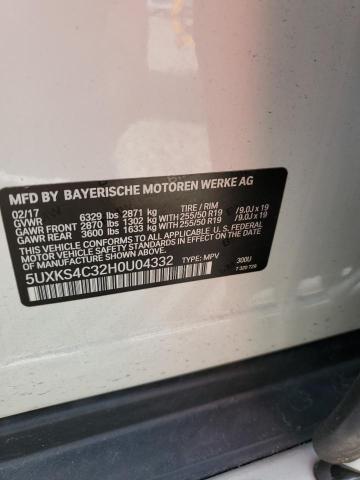 MFD BY BAYERISCHE MOTOREN WERKE AG
02/17
GVWR 6329 lbs 2871 kg TIRE / RIM
GAWR FRONT 2870 lbs 1302 kg - 255/50 R19 /9.0J x 19
GAWR REAR 3600 lbs 1633 kg - 255/50 R19 /9.0J x 19
THIS VEHICLE CONFORMS TO ALL APPLICABLE U.S. FEDERAL
MOTOR VEHICLE SAFETY STANDARDS IN EFFECT ON
THE DATE OF MANUFACTURE SHOWN ABOVE.
5UXKS4C32H0U04332 TYPE: MPV 300U